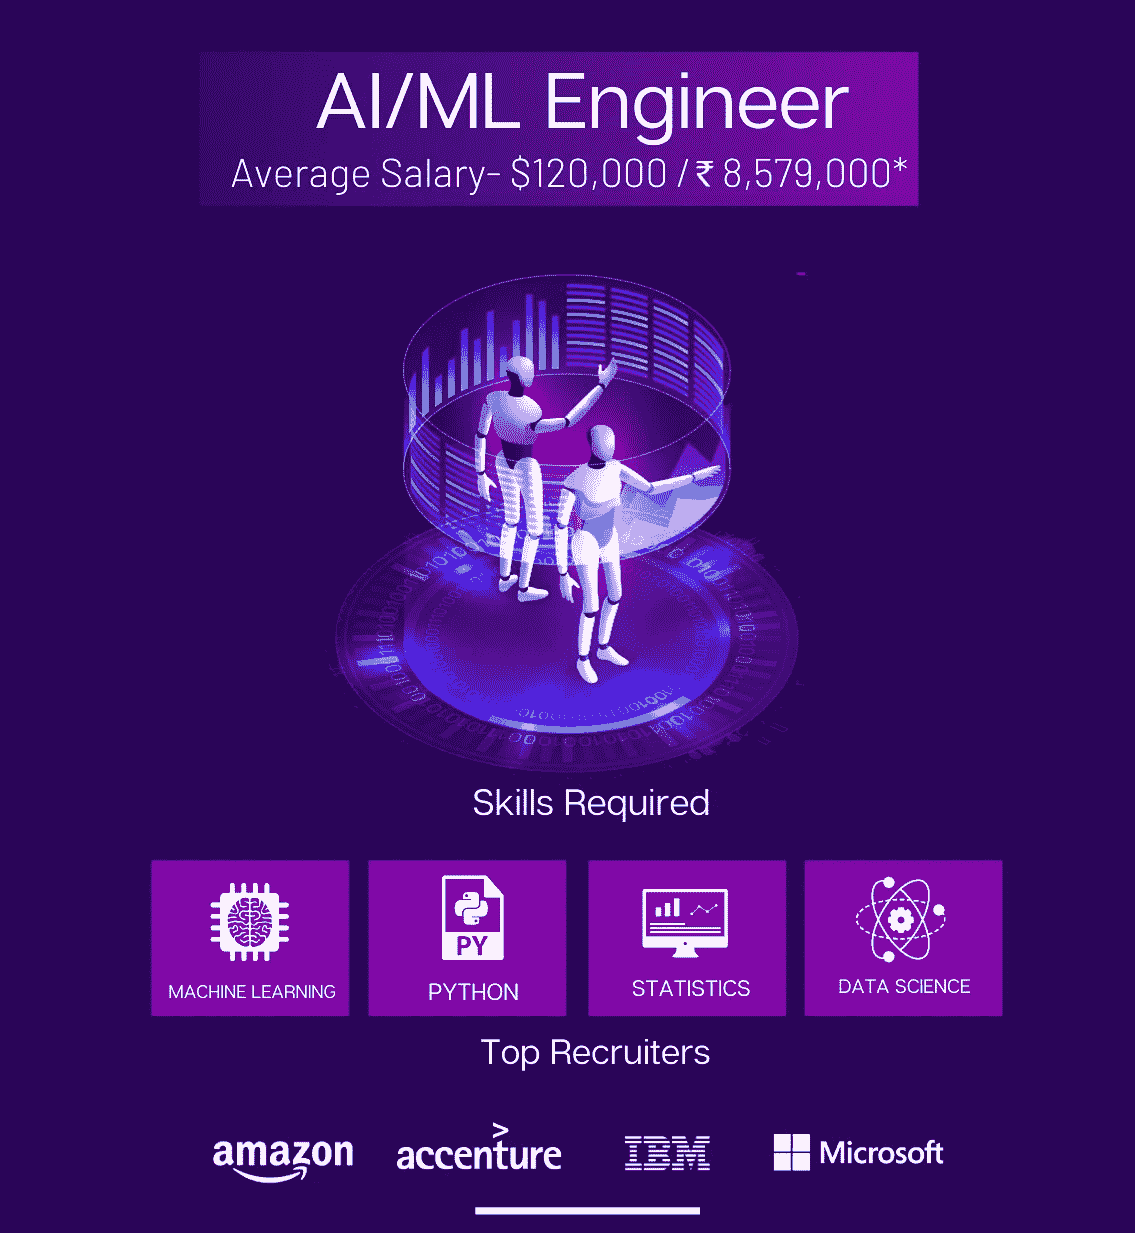 AI/ML Engineer
Average Salary- $120,000 / ₹ 8,579,000*
Skills Required
MACHINE LEARNING
PY
PYTHON
STATISTICS
DATA SCIENCE
Top Recruiters
amazon
accenture
IBM
Microsoft